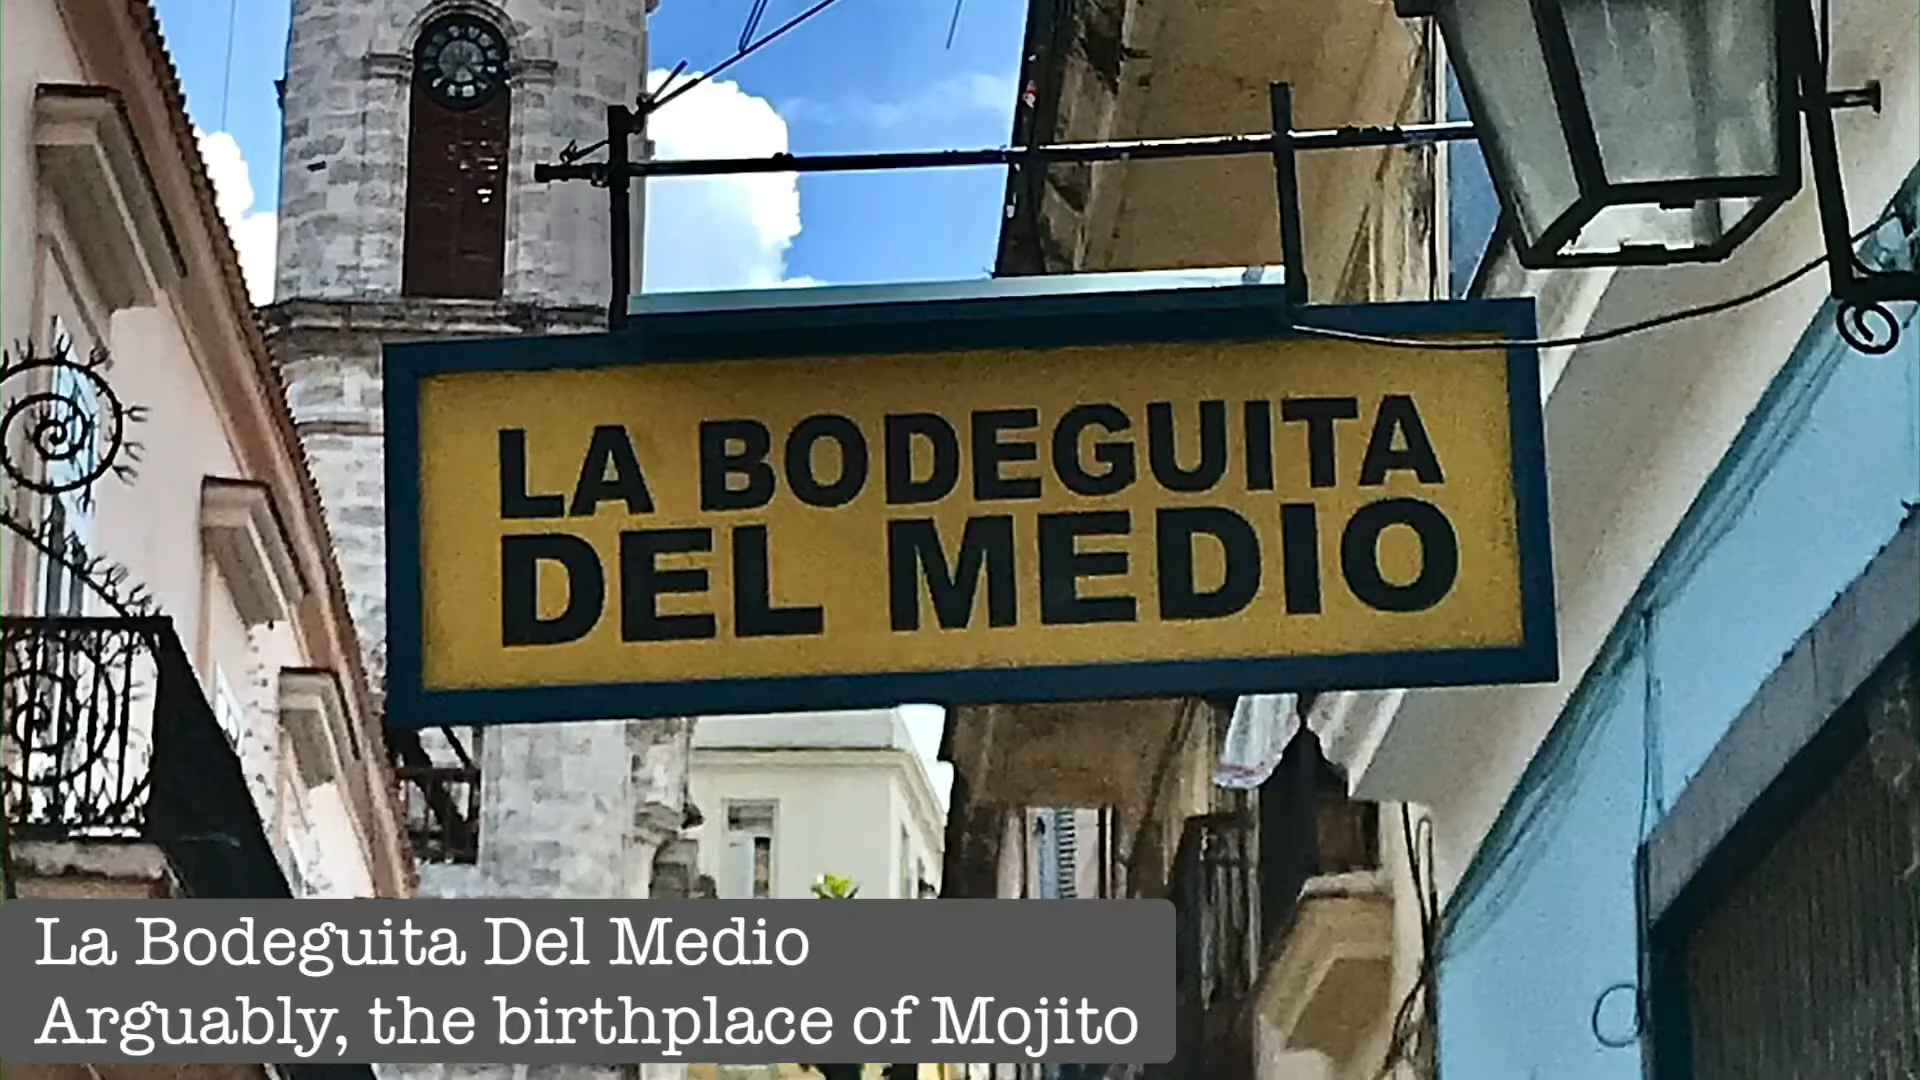 LA BODEGUITA
DEL MEDIO
La Bodeguita Del Medio
Arguably, the birthplace of Mojito